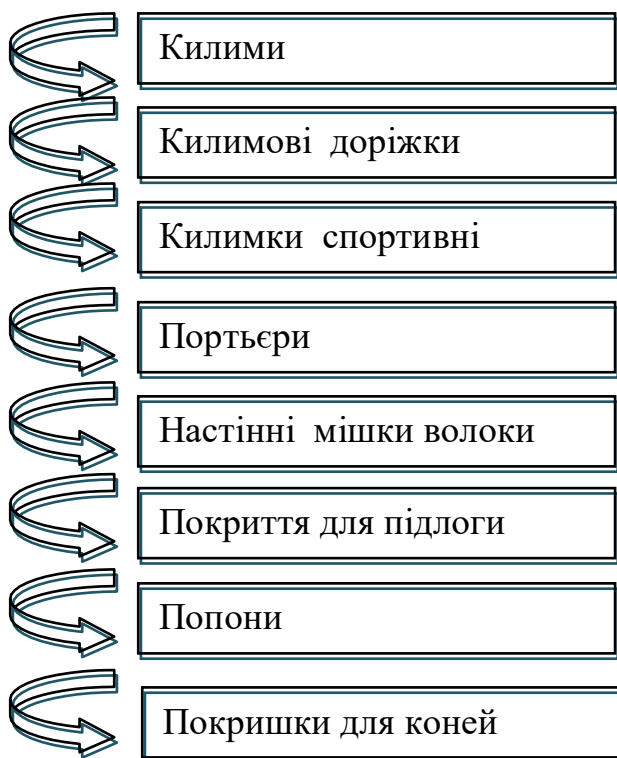 Килими
Килимові доріжки
Килимки спортивні
Портьєри
Настінні мішки волоки
Покриття для підлоги
Попони
Покришки для коней